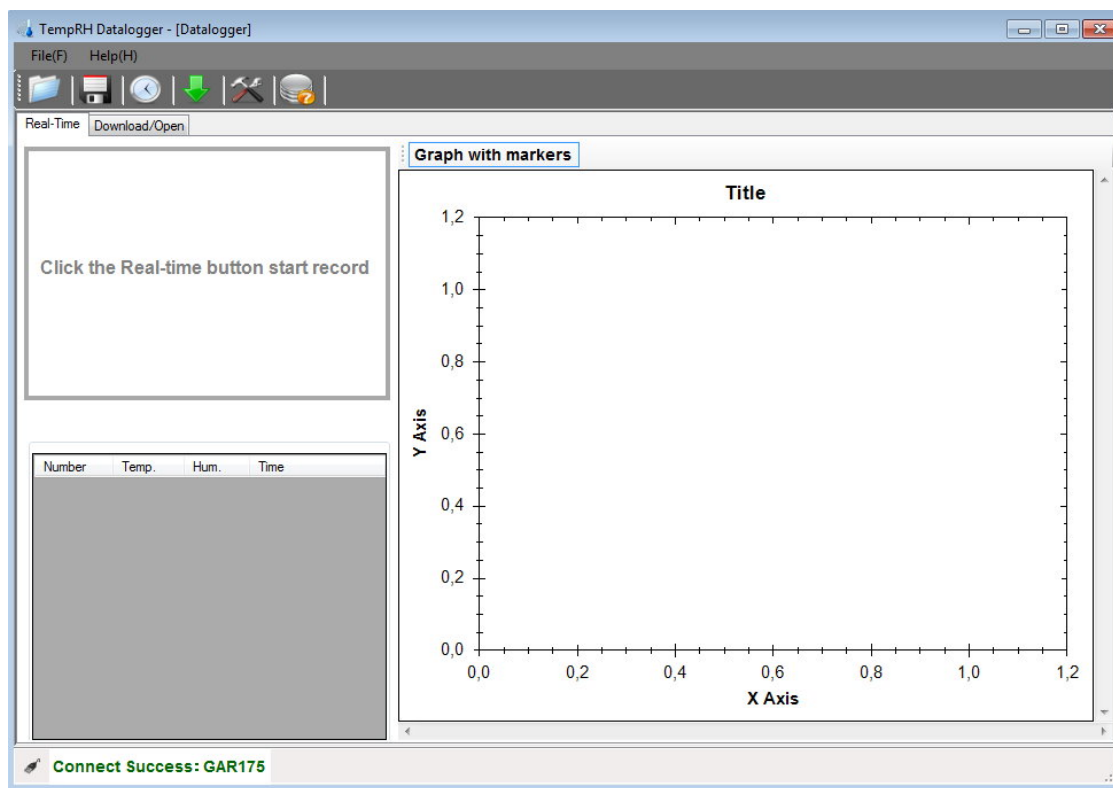 TempRH Datalogger - [Datalogger]
File(F) Help(H)
Real-Time Download/Open
Click the Real-time button start record
Number Temp. Hum. Time
Graph with markers
Title
1,2
1,0
0,8
0,6
0,4
0,2
0,0
Y Axis
0,0 0,2 0,4 0,6 0,8 1,0 1,2
X Axis
Connect Success: GAR175